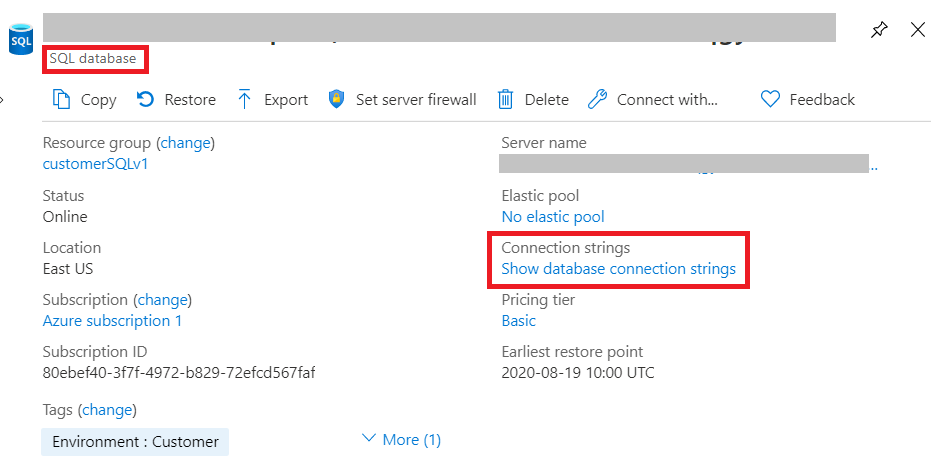 SQL
SQL database
Copy
Restore
Export
Set server firewall
Delete
Connect with...
Feedback
Resource group (change)
customerSQLv1
Status
Online
Location
East US
Subscription (change)
Azure subscription 1
Subscription ID
80ebef40-3f7f-4972-b829-72efcd567faf
Tags (change)
Environment : Customer
More (1)
Server name
..
Elastic pool
No elastic pool
Connection strings
Show database connection strings
Pricing tier
Basic
Earliest restore point
2020-08-19 10:00 UTC